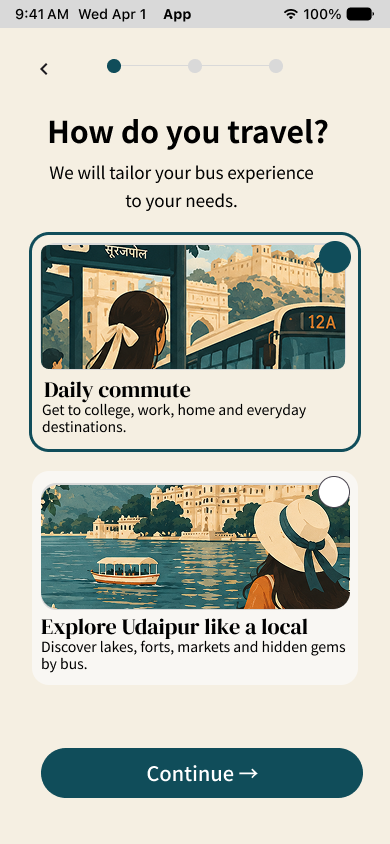 9:41 AM Wed Apr 1 App 100%
How do you travel?
We will tailor your bus experience
to your needs.
सूरजपोल
12A
Daily commute
Get to college, work, home and everyday
destinations.
Explore Udaipur like a local
Discover lakes, forts, markets and hidden gems
by bus.
Continue →